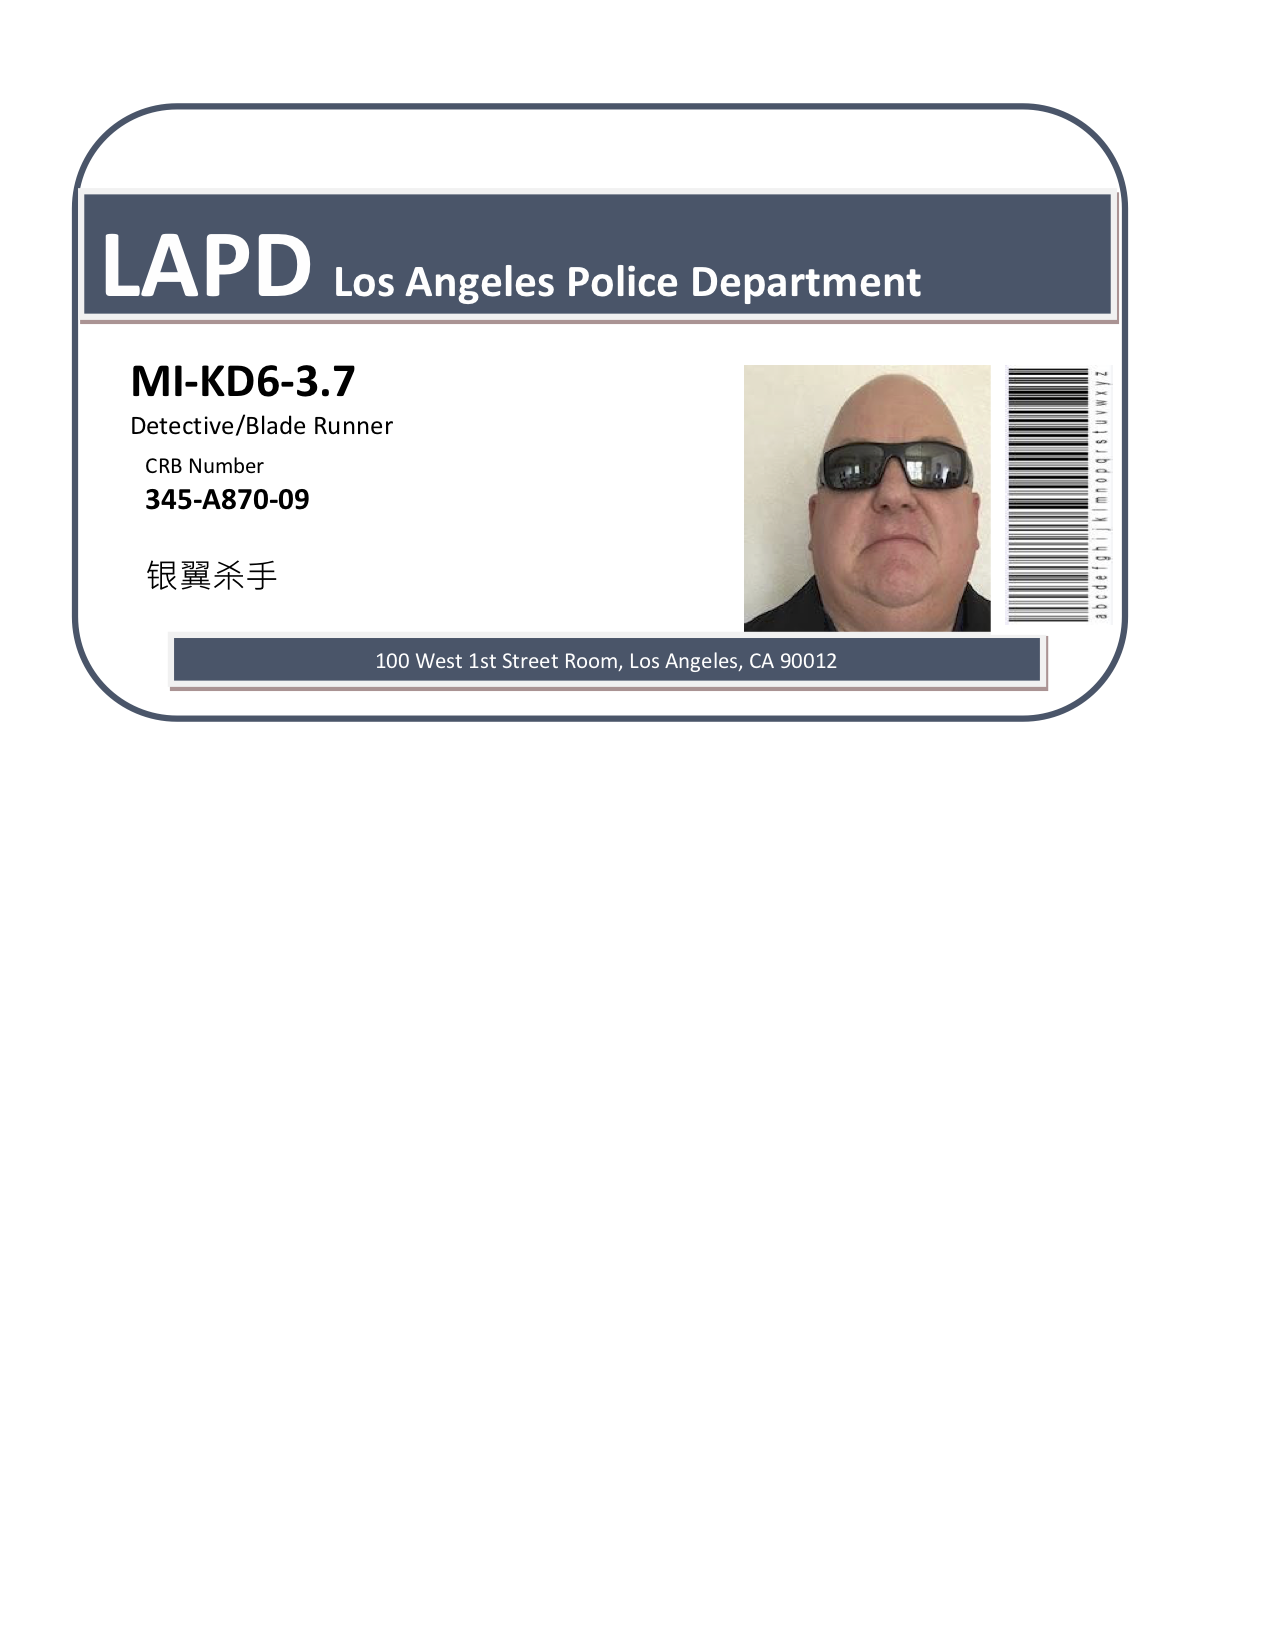 LAPD Los Angeles Police Department
MI-KD6-3.7
Detective/Blade Runner
CRB Number
345-A870-09
银翼杀手
abcdefghijklmnopqrstuvwxyz
100 West 1st Street Room, Los Angeles, CA 90012